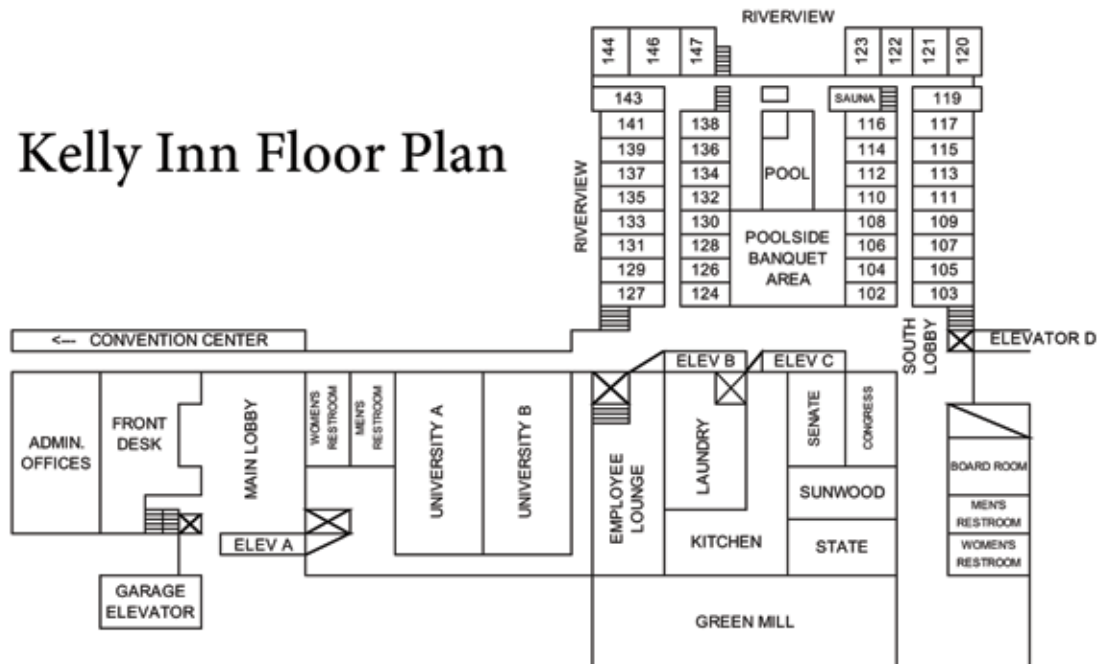 RIVERVIEW
144
146
147
123
122
121
120
143
SAUNA
119
Kelly Inn Floor Plan
RIVERVIEW
141
138
116
117
139
136
114
115
137
134
POOL
112
113
135
132
110
111
133
130
108
109
131
128
POOLSIDE
BANQUET
AREA
106
107
129
126
104
105
127
124
102
103
<--- CONVENTION CENTER
SOUTH
LOBBY
ELEVATOR D
ELEV B
ELEV C
ADMIN.
OFFICES
FRONT
DESK
MAIN LOBBY
WOMEN'S
RESTROOM
MEN'S
RESTROOM
UNIVERSITY A
UNIVERSITY B
EMPLOYEE
LOUNGE
LAUNDRY
SENATE
CONGRESS
BOARD ROOM
SUNWOOD
MEN'S
RESTROOM
ELEV A
KITCHEN
STATE
WOMEN'S
RESTROOM
GARAGE
ELEVATOR
GREEN MILL